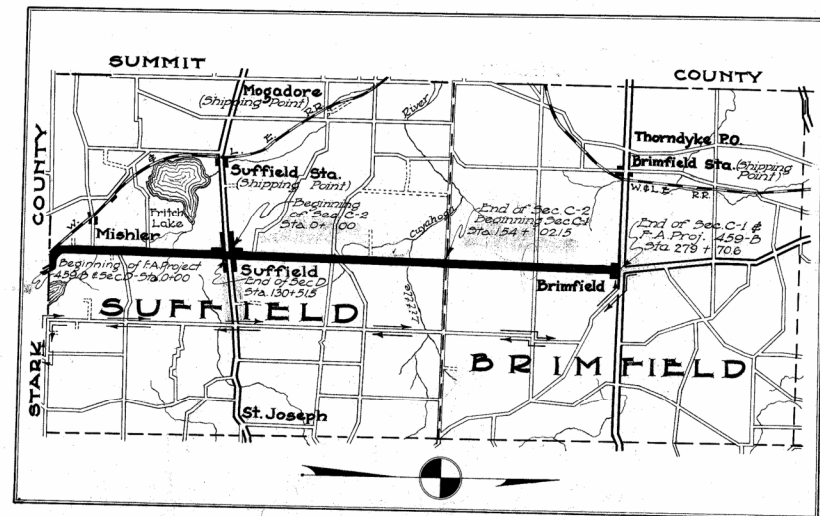 SUMMIT
COUNTY
Mogadore
(Shipping Point)
River
R.R.
E.
L.
&
W.
COUNTY
Thorndyke P.O.
Brimfield Sta. (Shipping
Point)
W. & L. E.
R.R.
Suffield Sta.
(Shipping Point)
Fritch
Lake
Mishler
Beginning
of Sec. C-2
Sta. 0+00
Cuyahoga
End of Sec. C-2
Beginning Sec. C-1
Sta. 154+02.15
End of Sec. C-1 &
F.A. Proj. 459-B
Sta. 279+70.6
Beginning of F.A. Project
459-B & Sec. D-Sta. 0+00
Suffield
End of Sec. D
Sta. 130+51.5
Brimfield
Little
SUFFIELD
BRIMFIELD
STARK
St. Joseph